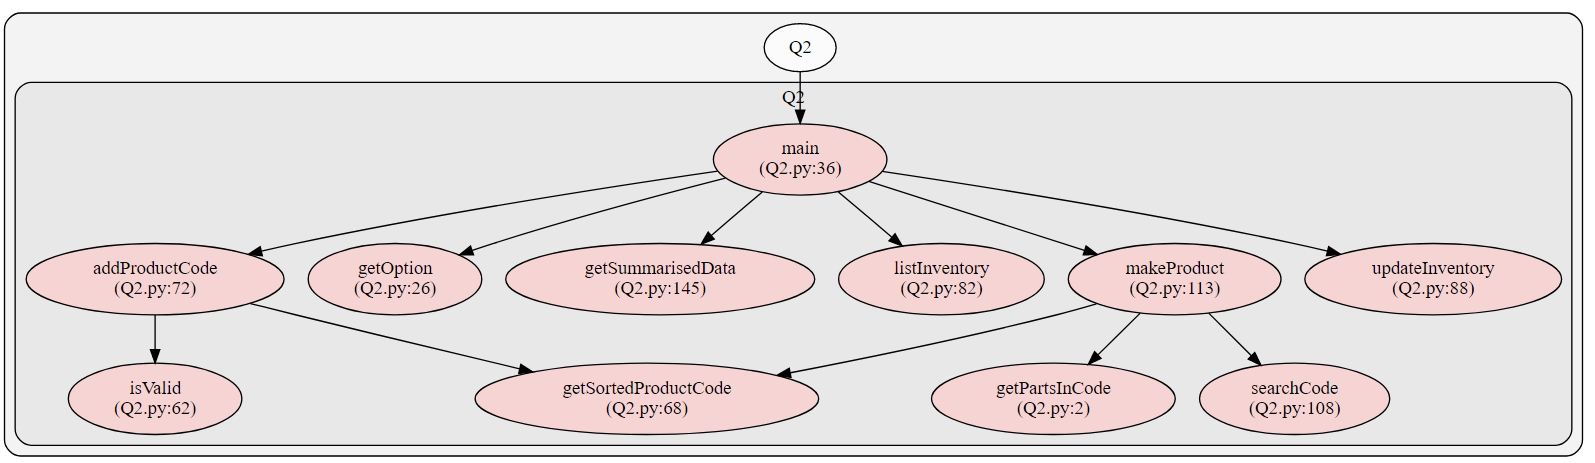 Q2
Q2
main
(Q2.py:36)
addProductCode
(Q2.py:72)
getOption
(Q2.py:26)
getSummarisedData
(Q2.py:145)
listInventory
(Q2.py:82)
makeProduct
(Q2.py:113)
updateInventory
(Q2.py:88)
isValid
(Q2.py:62)
getSortedProductCode
(Q2.py:68)
getPartsInCode
(Q2.py:2)
searchCode
(Q2.py:108)